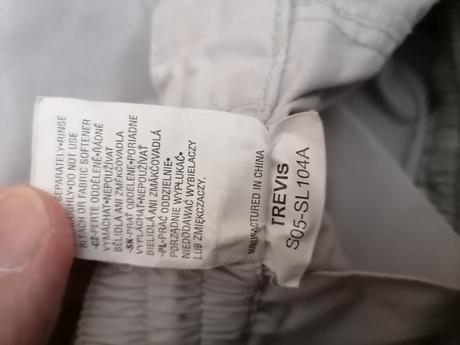 SEPARATELY•RINSE
DO NOT USE
BLEACH OR FABRIC SOFTENER
•CZ-PERTE ODDĚLENĚ•ŘÁDNĚ
VYMÁCHAT•NEPOUŽÍVAT
BĚLIDLA ANI ZMĚKČOVADLA
•SK-PRAŤ ODDELENE•PORIADNE
VYPLÁCHAŤ•NEPOUŽÍVAŤ
BIELIDLA ANI ZMÄKČOVADLÁ
•PL-PRAĆ ODDZIELNIE•
PORZĄDNIE WYPŁUKAĆ•
NIEDODAWAĆ WYBIELACZY
LUB ZMIĘKCZACZY.
MANUFACTURED IN CHINA
TREVIS
S05-SL104A